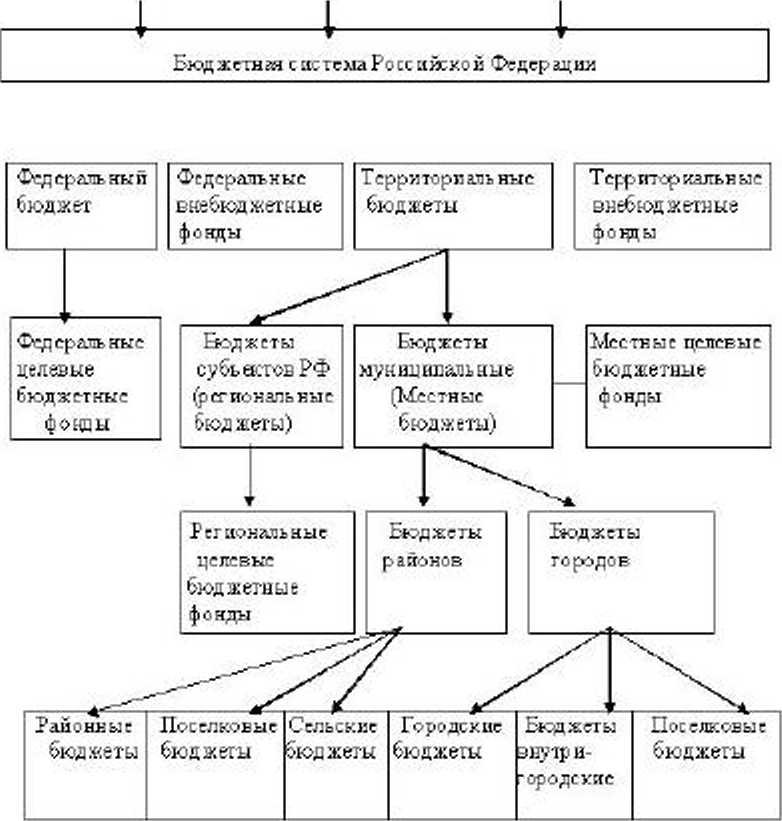 Бюджетная система Российской Федерации
Федеральный
бюджет
Федеральные
внебюджетные
фонды
Территориальные
бюджеты
Территориальные
внебюджетные
фонды
Федеральные
целевые
бюджетные
фонды
Бюджеты
субъектов РФ
(региональные
бюджеты)
Бюджеты
муниципальные
(Местные
бюджеты)
Местные целевые
бюджетные
фонды
Региональные
целевые
бюджетные
фонды
Бюджеты
районов
Бюджеты
городов
Районные
бюджеты
Поселковые
бюджеты
Сельские
бюджеты
Городские
бюджеты
Бюджеты
внутри-
городские
Поселковые
бюджеты